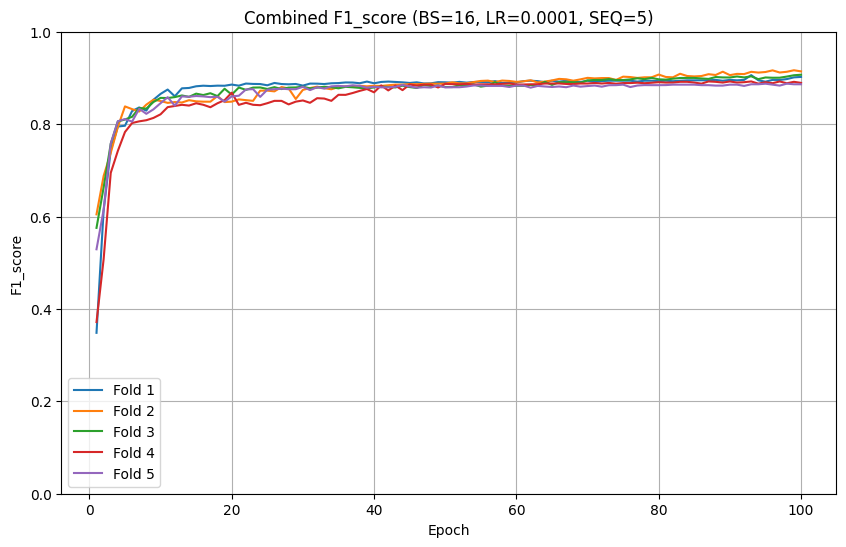 Combined F1_score (BS=16, LR=0.0001, SEQ=5)
1.0
0.8
0.6
0.4
0.2
0.0
F1_score
Fold 1
Fold 2
Fold 3
Fold 4
Fold 5
0 20 40 60 80 100
Epoch